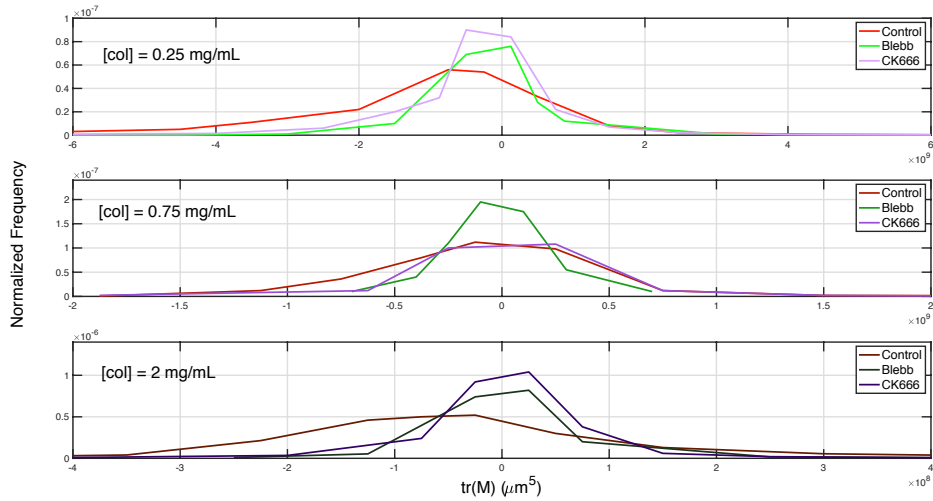 ×10⁻⁷
[col] = 0.25 mg/mL
Control
Blebb
CK666
1
0.8
0.6
0.4
0.2
0
-6 -4 -2 0 2 4 6
×10⁹
×10⁻⁷
[col] = 0.75 mg/mL
Control
Blebb
CK666
2
1.5
1
0.5
0
-2 -1.5 -1 -0.5 0 0.5 1 1.5 2
×10⁹
Normalized Frequency
×10⁻⁶
[col] = 2 mg/mL
Control
Blebb
CK666
1
0.5
0
-4 -3 -2 -1 0 1 2 3 4
×10⁸
tr(M) (μm⁵)